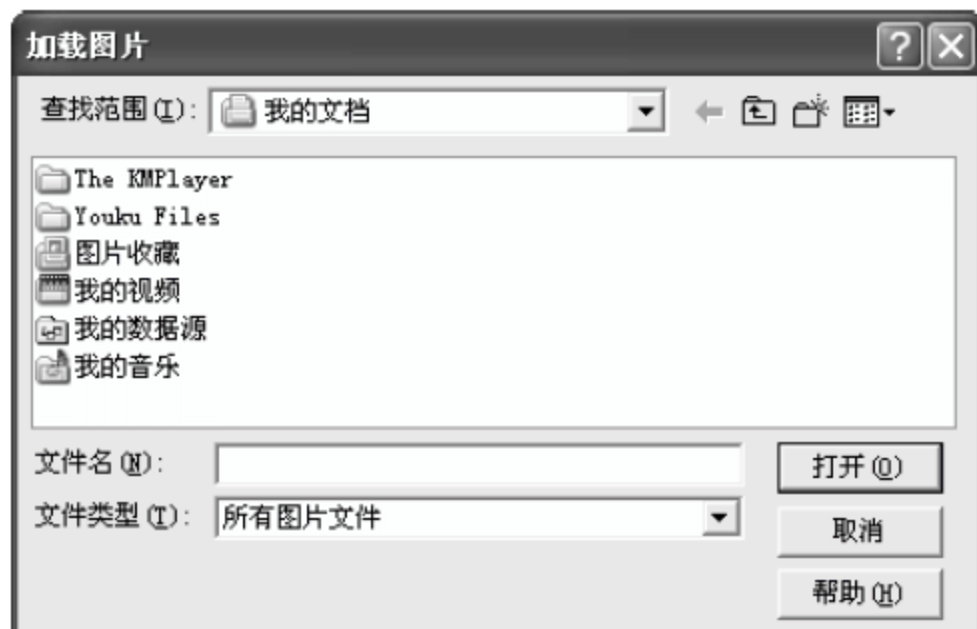 加载图片
查找范围(I): 我的文档
The KMPlayer
Youku Files
图片收藏
我的视频
我的数据源
我的音乐
文件名(N): 打开(O)
文件类型(T): 所有图片文件
取消
帮助(H)